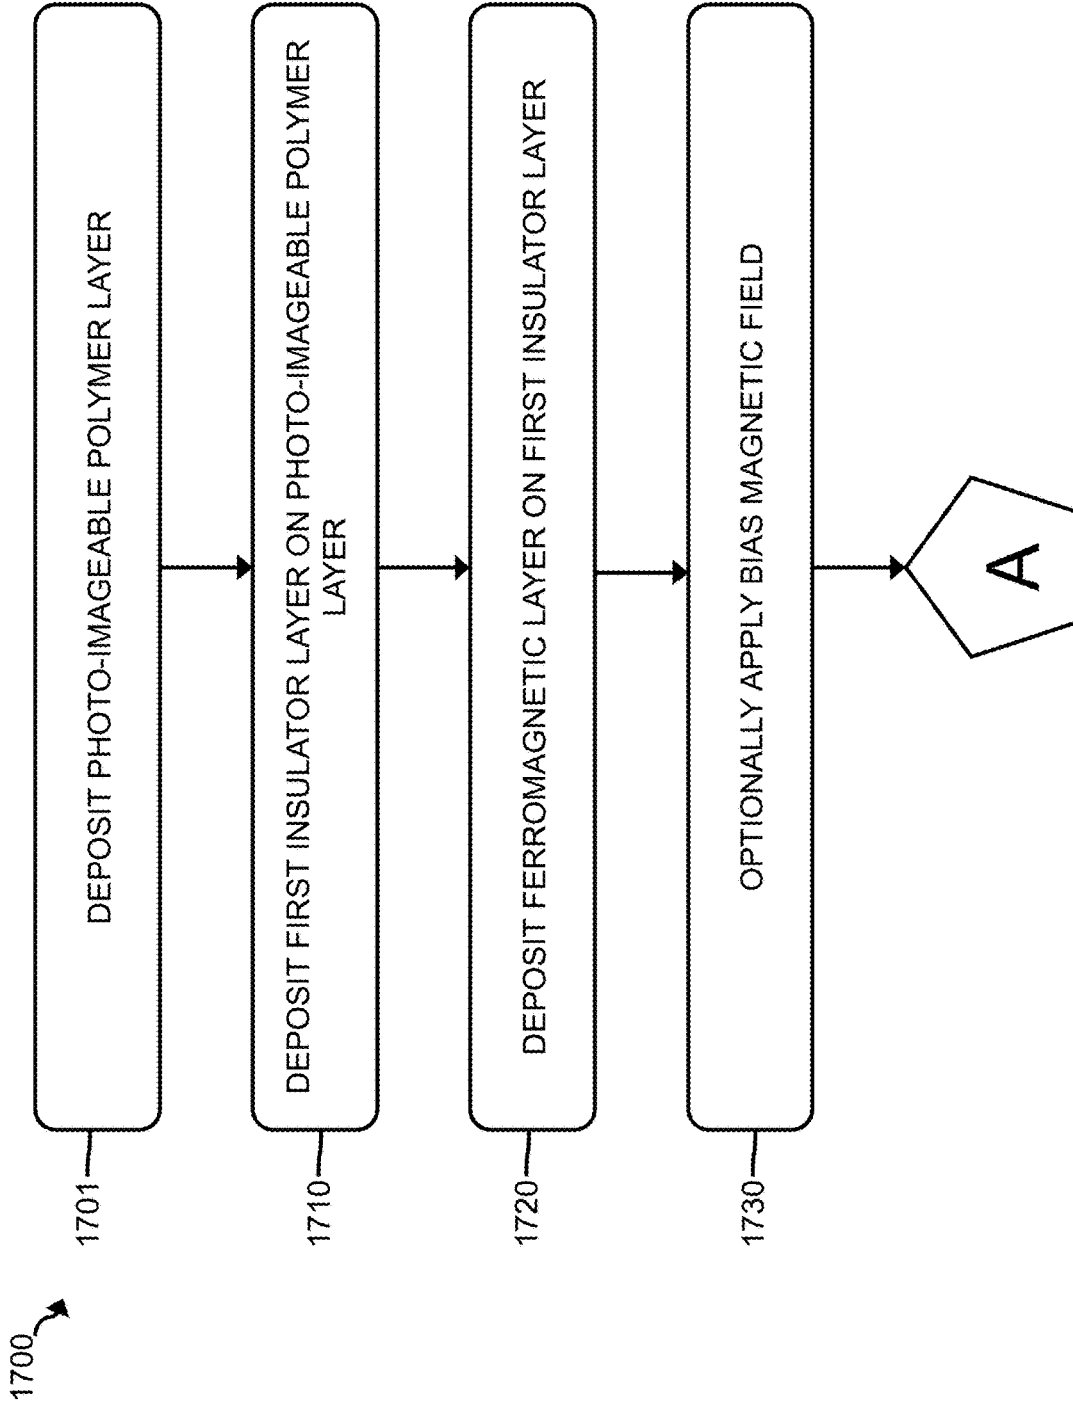 1700
1701
DEPOSIT PHOTO-IMAGEABLE POLYMER LAYER
1710
DEPOSIT FIRST INSULATOR LAYER ON PHOTO-IMAGEABLE POLYMER
LAYER
1720
DEPOSIT FERROMAGNETIC LAYER ON FIRST INSULATOR LAYER
1730
OPTIONALLY APPLY BIAS MAGNETIC FIELD
A